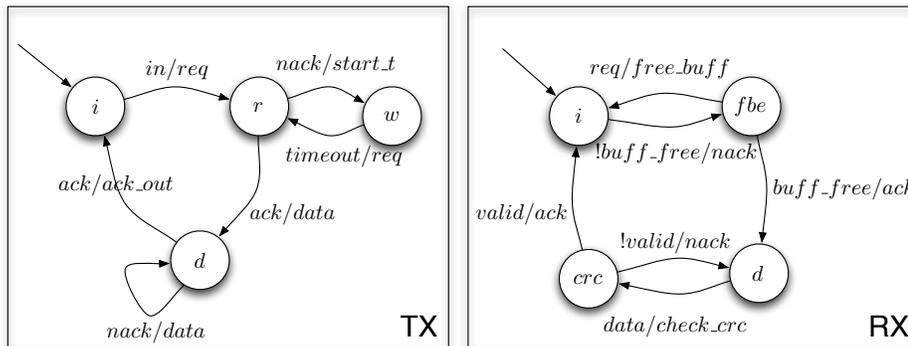 in/req
nack/start_t
i
r
w
timeout/req
ack/ack_out
ack/data
d
nack/data
TX
req/free_buff
i
fbe
!buff_free/nack
buff_free/ack
valid/ack
!valid/nack
crc
d
data/check_crc
RX